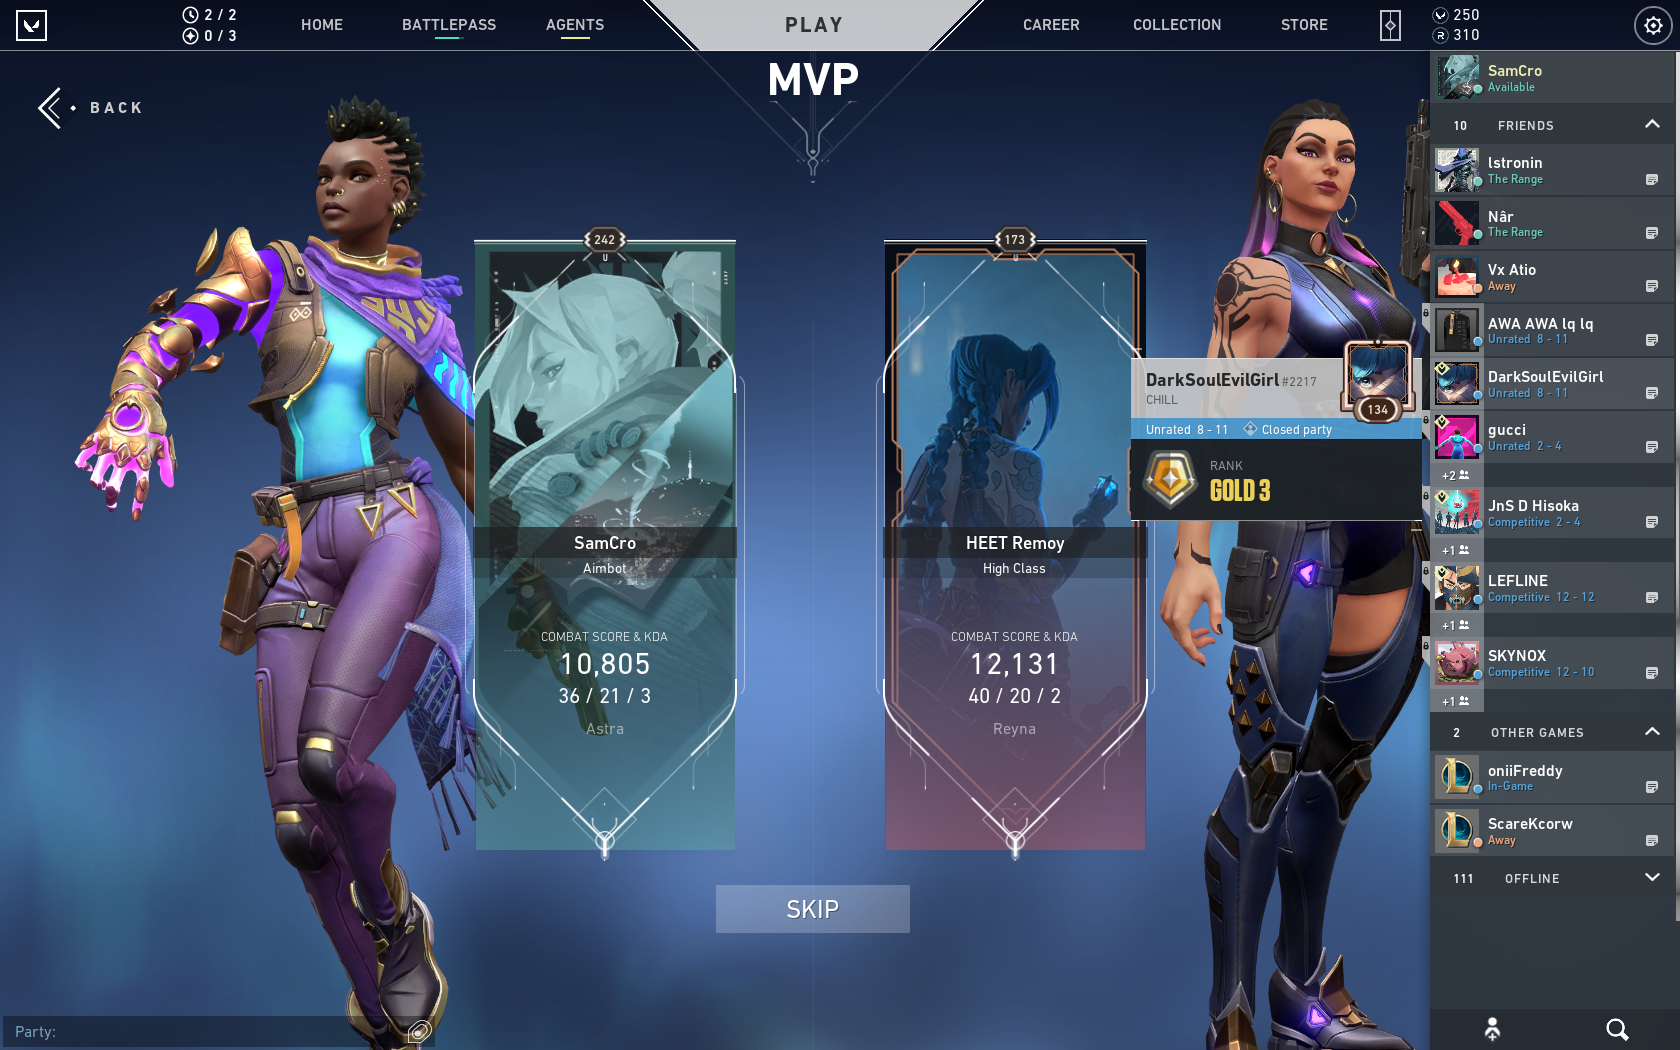 2 / 2
0 / 3
HOME
BATTLEPASS
AGENTS
PLAY
CAREER
COLLECTION
STORE
250
310
BACK
MVP
242
SamCro
Aimbot
COMBAT SCORE & KDA
10,805
36 / 21 / 3
Astra
173
HEET Remoy
High Class
COMBAT SCORE & KDA
12,131
40 / 20 / 2
Reyna
SKIP
DarkSoulEvilGirl #2217
CHILL
134
Unrated 8 - 11 Closed party
RANK
GOLD 3
SamCro
Available
10 FRIENDS
lstronin
The Range
Nâr
The Range
Vx Atio
Away
AWA AWA lq lq
Unrated 8 - 11
DarkSoulEvilGirl
Unrated 8 - 11
gucci
Unrated 2 - 4
+2
JnS D Hisoka
Competitive 2 - 4
+1
LEFLINE
Competitive 12 - 12
+1
SKYNOX
Competitive 12 - 10
+1
2 OTHER GAMES
oniiFreddy
In-Game
ScareKcorw
Away
111 OFFLINE
Party: